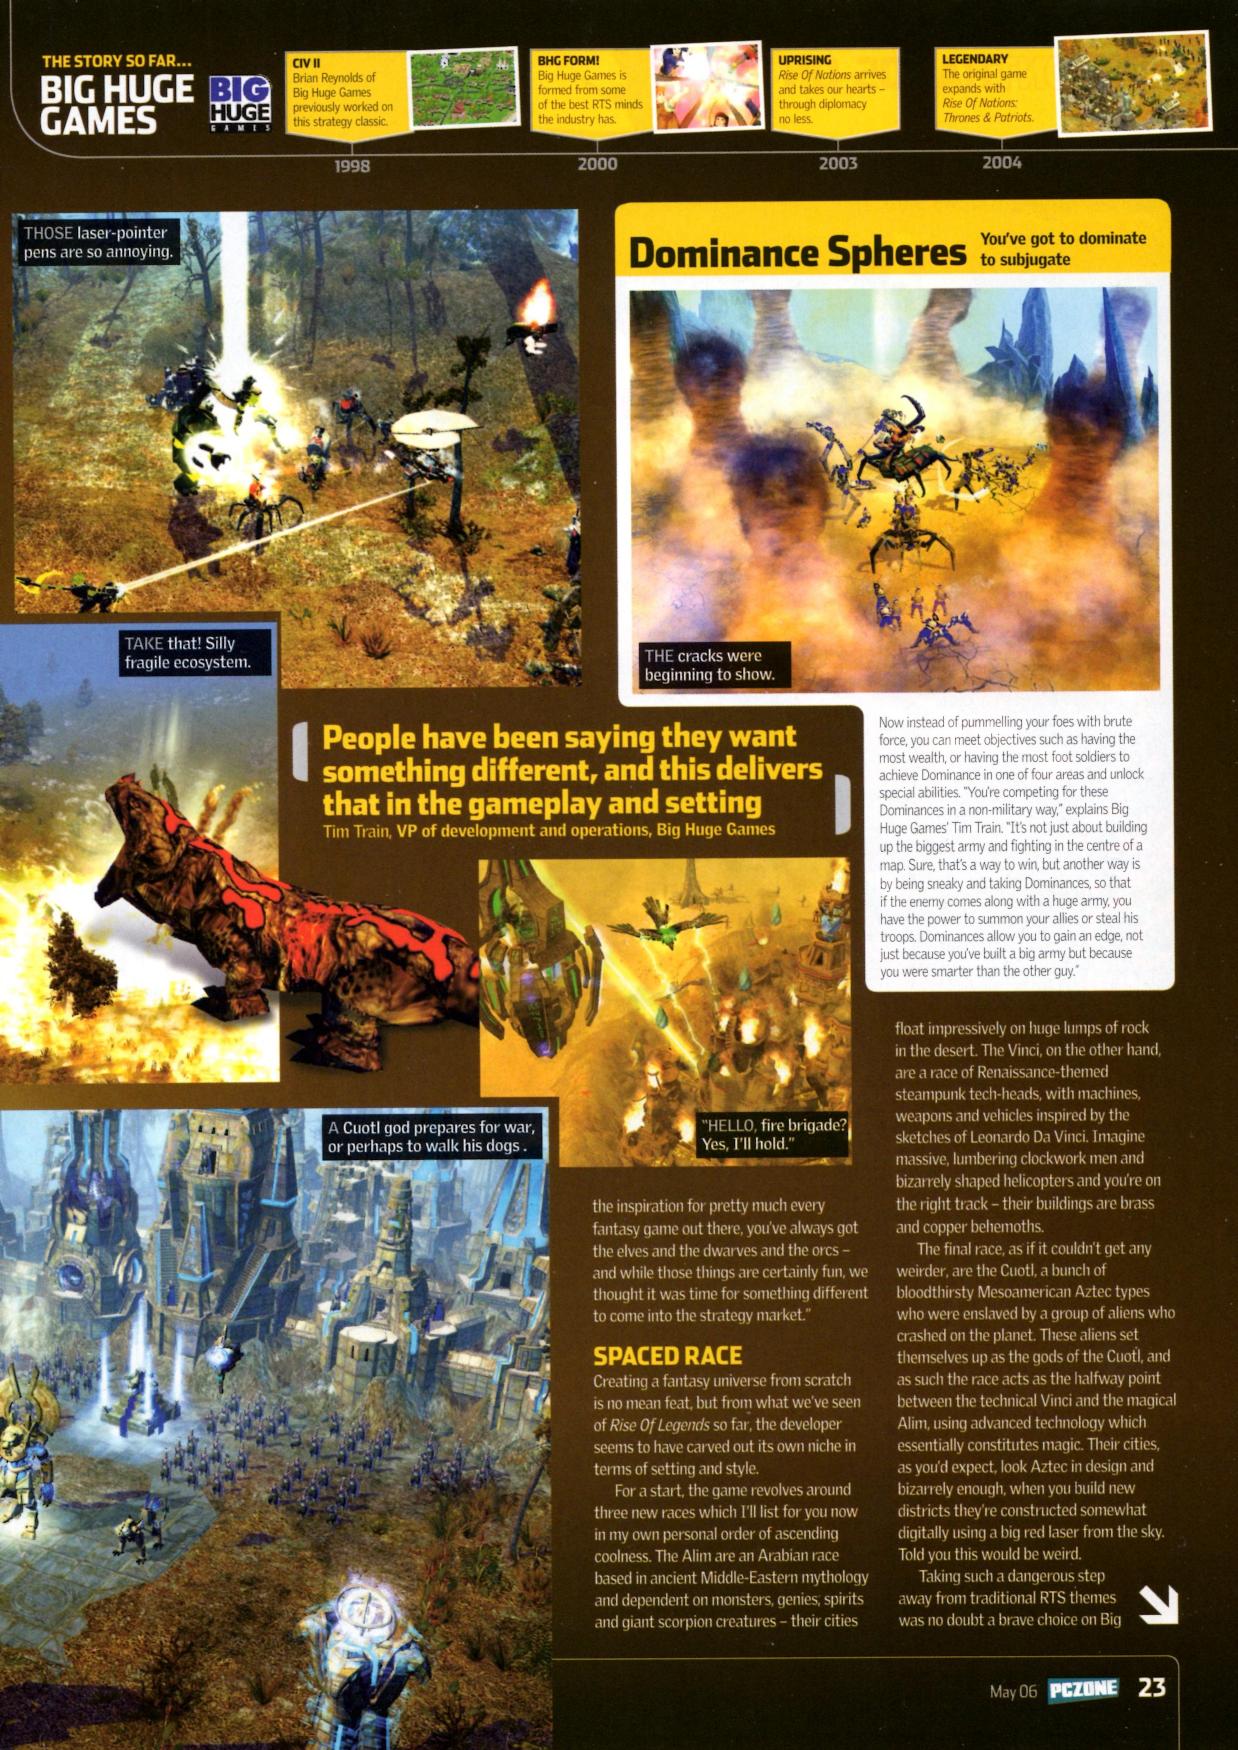 THE STORY SO FAR...
BIG HUGE
GAMES
BIG
HUGE
GAMES
CIV II
Brian Reynolds of
Big Huge Games
previously worked on
this strategy classic.
BHG FORM!
Big Huge Games is
formed from some
of the best RTS minds
the industry has.
UPRISING
Rise Of Nations arrives
and takes our hearts –
through diplomacy
no less.
LEGENDARY
The original game
expands with
Rise Of Nations:
Thrones & Patriots.
1998
2000
2003
2004
THOSE laser-pointer
pens are so annoying.
TAKE that! Silly
fragile ecosystem.
Dominance Spheres
You've got to dominate
to subjugate
THE cracks were
beginning to show.
Now instead of pummelling your foes with brute
force, you can meet objectives such as having the
most wealth, or having the most foot soldiers to
achieve Dominance in one of four areas and unlock
special abilities. "You're competing for these
Dominances in a non-military way," explains Big
Huge Games' Tim Train. "It's not just about building
up the biggest army and fighting in the centre of a
map. Sure, that's a way to win, but another way is
by being sneaky and taking Dominances, so that
if the enemy comes along with a huge army, you
have the power to summon your allies or steal his
troops. Dominances allow you to gain an edge, not
just because you've built a big army but because
you were smarter than the other guy."
People have been saying they want
something different, and this delivers
that in the gameplay and setting
Tim Train, VP of development and operations, Big Huge Games
"HELLO, fire brigade?
Yes, I'll hold."
A Cuotl god prepares for war,
or perhaps to walk his dogs .
the inspiration for pretty much every
fantasy game out there, you've always got
the elves and the dwarves and the orcs –
and while those things are certainly fun, we
thought it was time for something different
to come into the strategy market."
SPACED RACE
Creating a fantasy universe from scratch
is no mean feat, but from what we've seen
of Rise Of Legends so far, the developer
seems to have carved out its own niche in
terms of setting and style.
For a start, the game revolves around
three new races which I'll list for you now
in my own personal order of ascending
coolness. The Alim are an Arabian race
based in ancient Middle-Eastern mythology
and dependent on monsters, genies, spirits
and giant scorpion creatures – their cities
float impressively on huge lumps of rock
in the desert. The Vinci, on the other hand,
are a race of Renaissance-themed
steampunk tech-heads, with machines,
weapons and vehicles inspired by the
sketches of Leonardo Da Vinci. Imagine
massive, lumbering clockwork men and
bizarrely shaped helicopters and you're on
the right track – their buildings are brass
and copper behemoths.
The final race, as if it couldn't get any
weirder, are the Cuotl, a bunch of
bloodthirsty Mesoamerican Aztec types
who were enslaved by a group of aliens who
crashed on the planet. These aliens set
themselves up as the gods of the Cuotl, and
as such the race acts as the halfway point
between the technical Vinci and the magical
Alim, using advanced technology which
essentially constitutes magic. Their cities,
as you'd expect, look Aztec in design and
bizarrely enough, when you build new
districts they're constructed somewhat
digitally using a big red laser from the sky.
Told you this would be weird.
Taking such a dangerous step
away from traditional RTS themes
was no doubt a brave choice on Big
May 06 PCZONE 23